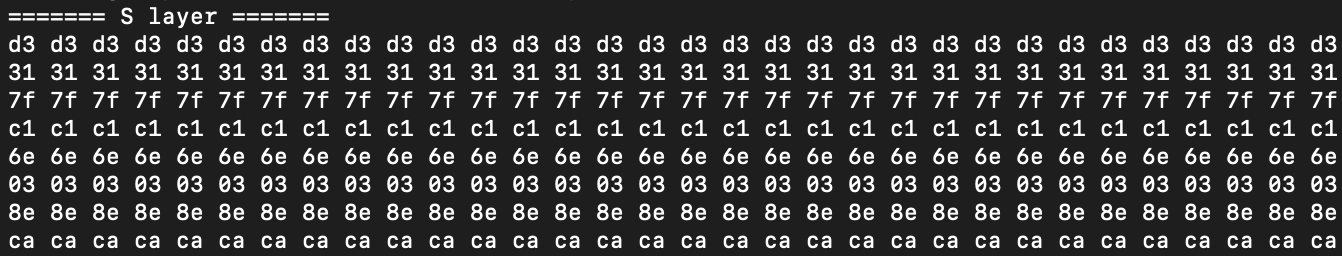 ======= S layer =======
d3 d3 d3 d3 d3 d3 d3 d3 d3 d3 d3 d3 d3 d3 d3 d3 d3 d3 d3 d3 d3 d3 d3 d3 d3 d3 d3 d3 d3 d3 d3 d3
31 31 31 31 31 31 31 31 31 31 31 31 31 31 31 31 31 31 31 31 31 31 31 31 31 31 31 31 31 31 31 31
7f 7f 7f 7f 7f 7f 7f 7f 7f 7f 7f 7f 7f 7f 7f 7f 7f 7f 7f 7f 7f 7f 7f 7f 7f 7f 7f 7f 7f 7f 7f 7f
c1 c1 c1 c1 c1 c1 c1 c1 c1 c1 c1 c1 c1 c1 c1 c1 c1 c1 c1 c1 c1 c1 c1 c1 c1 c1 c1 c1 c1 c1 c1 c1
6e 6e 6e 6e 6e 6e 6e 6e 6e 6e 6e 6e 6e 6e 6e 6e 6e 6e 6e 6e 6e 6e 6e 6e 6e 6e 6e 6e 6e 6e 6e 6e
03 03 03 03 03 03 03 03 03 03 03 03 03 03 03 03 03 03 03 03 03 03 03 03 03 03 03 03 03 03 03 03
8e 8e 8e 8e 8e 8e 8e 8e 8e 8e 8e 8e 8e 8e 8e 8e 8e 8e 8e 8e 8e 8e 8e 8e 8e 8e 8e 8e 8e 8e 8e 8e
ca ca ca ca ca ca ca ca ca ca ca ca ca ca ca ca ca ca ca ca ca ca ca ca ca ca ca ca ca ca ca ca